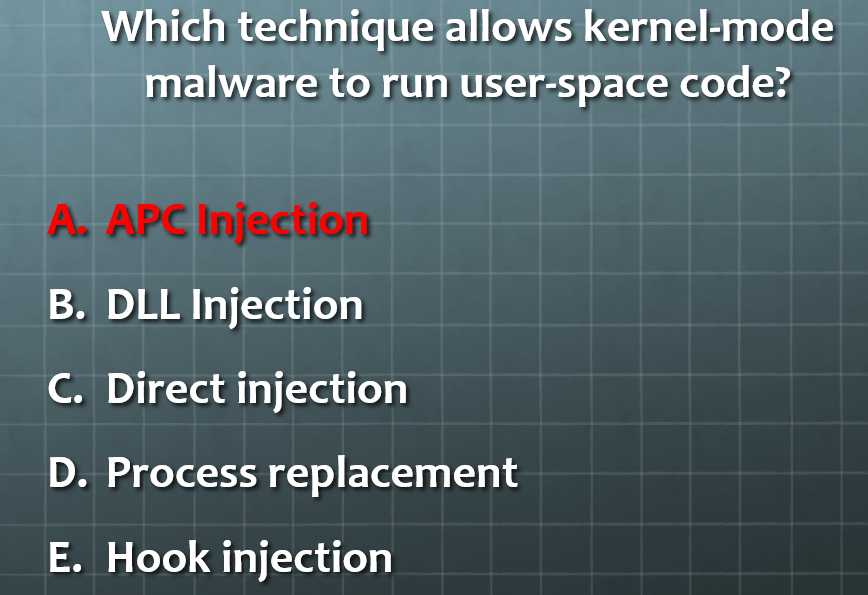 Which technique allows kernel-mode
malware to run user-space code?
A. APC Injection
B. DLL Injection
C. Direct injection
D. Process replacement
E. Hook injection